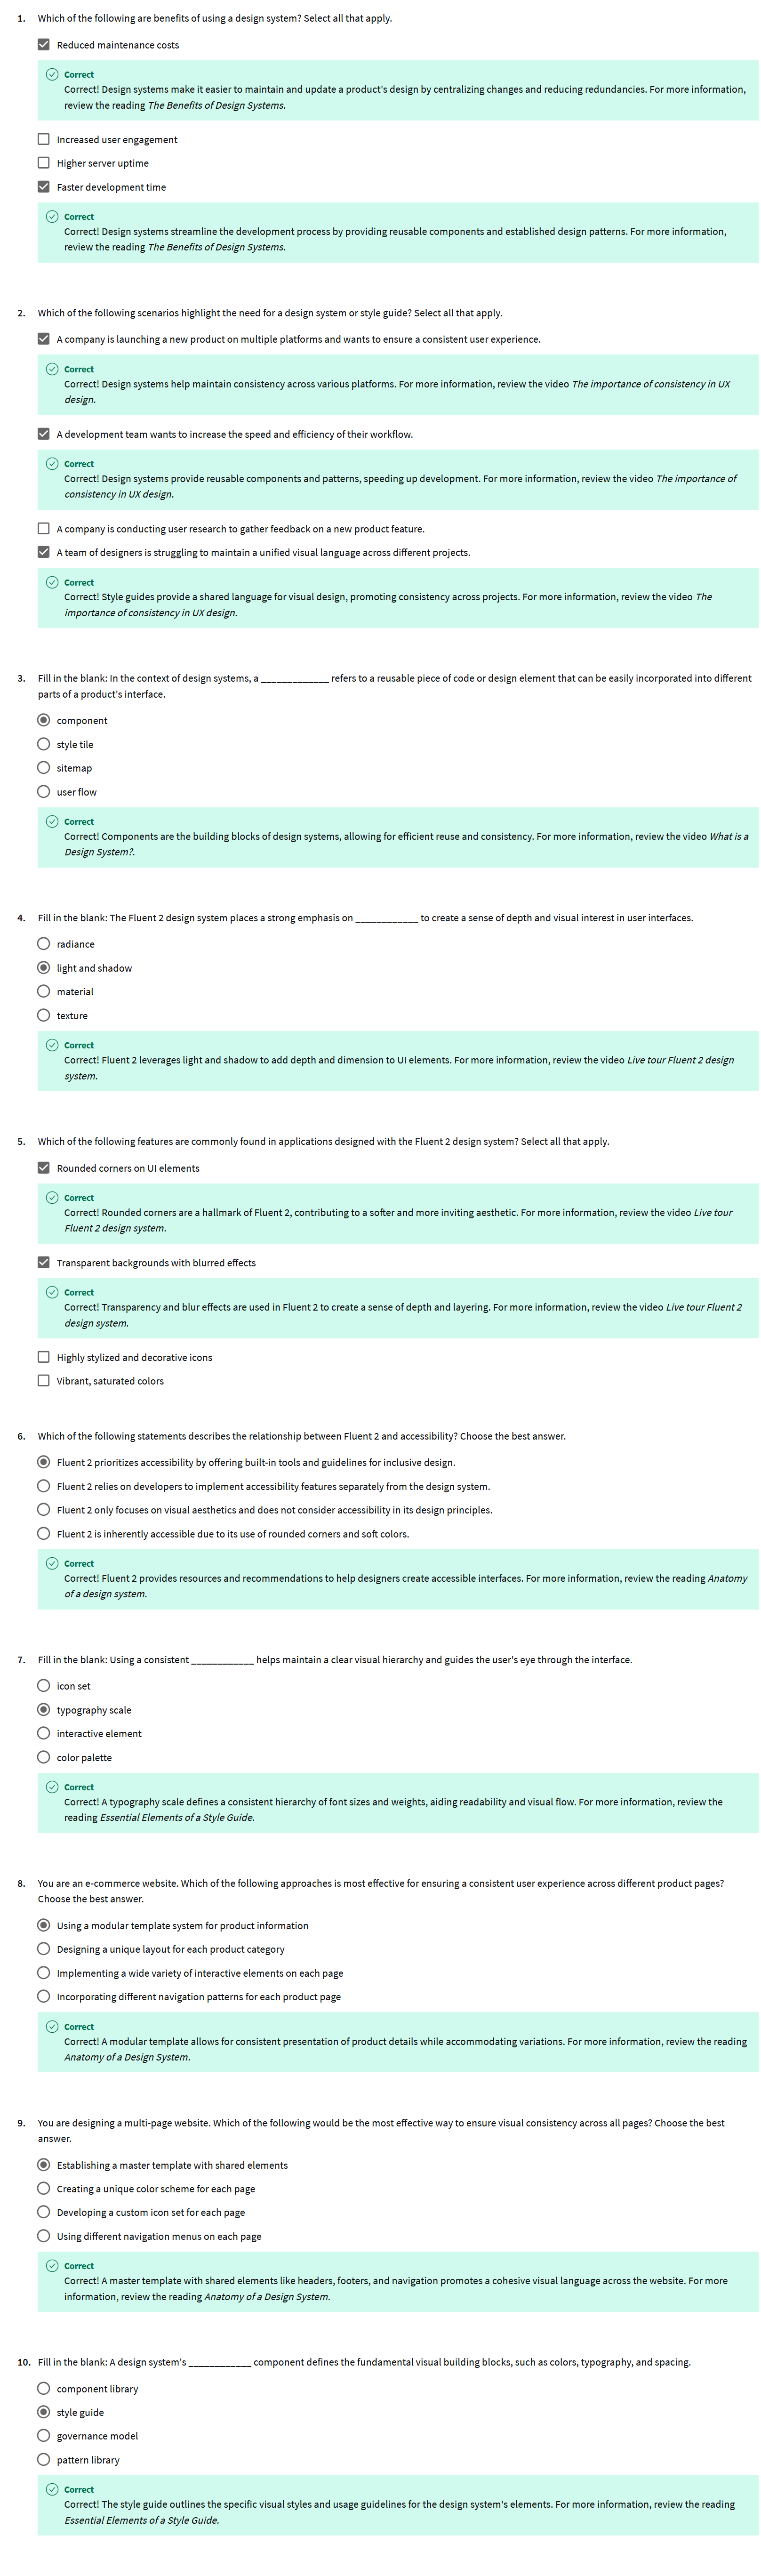 1. Which of the following are benefits of using a design system? Select all that apply.
Reduced maintenance costs
Correct
Correct! Design systems make it easier to maintain and update a product's design by centralizing changes and reducing redundancies. For more information,
review the reading The Benefits of Design Systems.
Increased user engagement
Higher server uptime
Faster development time
Correct
Correct! Design systems streamline the development process by providing reusable components and established design patterns. For more information,
review the reading The Benefits of Design Systems.
2. Which of the following scenarios highlight the need for a design system or style guide? Select all that apply.
A company is launching a new product on multiple platforms and wants to ensure a consistent user experience.
Correct
Correct! Design systems help maintain consistency across various platforms. For more information, review the video The importance of consistency in UX
design.
A development team wants to increase the speed and efficiency of their workflow.
Correct
Correct! Design systems provide reusable components and patterns, speeding up development. For more information, review the video The importance of
consistency in UX design.
A company is conducting user research to gather feedback on a new product feature.
A team of designers is struggling to maintain a unified visual language across different projects.
Correct
Correct! Style guides provide a shared language for visual design, promoting consistency across projects. For more information, review the video The
importance of consistency in UX design.
3. Fill in the blank: In the context of design systems, a _____________ refers to a reusable piece of code or design element that can be easily incorporated into different
parts of a product's interface.
component
style tile
sitemap
user flow
Correct
Correct! Components are the building blocks of design systems, allowing for efficient reuse and consistency. For more information, review the video What is a
Design System?.
4. Fill in the blank: The Fluent 2 design system places a strong emphasis on ____________ to create a sense of depth and visual interest in user interfaces.
radiance
light and shadow
material
texture
Correct
Correct! Fluent 2 leverages light and shadow to add depth and dimension to UI elements. For more information, review the video Live tour Fluent 2 design
system.
5. Which of the following features are commonly found in applications designed with the Fluent 2 design system? Select all that apply.
Rounded corners on UI elements
Correct
Correct! Rounded corners are a hallmark of Fluent 2, contributing to a softer and more inviting aesthetic. For more information, review the video Live tour
Fluent 2 design system.
Transparent backgrounds with blurred effects
Correct
Correct! Transparency and blur effects are used in Fluent 2 to create a sense of depth and layering. For more information, review the video Live tour Fluent 2
design system.
Highly stylized and decorative icons
Vibrant, saturated colors
6. Which of the following statements describes the relationship between Fluent 2 and accessibility? Choose the best answer.
Fluent 2 prioritizes accessibility by offering built-in tools and guidelines for inclusive design.
Fluent 2 relies on developers to implement accessibility features separately from the design system.
Fluent 2 only focuses on visual aesthetics and does not consider accessibility in its design principles.
Fluent 2 is inherently accessible due to its use of rounded corners and soft colors.
Correct
Correct! Fluent 2 provides resources and recommendations to help designers create accessible interfaces. For more information, review the reading Anatomy
of a design system.
7. Fill in the blank: Using a consistent ____________ helps maintain a clear visual hierarchy and guides the user's eye through the interface.
icon set
typography scale
interactive element
color palette
Correct
Correct! A typography scale defines a consistent hierarchy of font sizes and weights, aiding readability and visual flow. For more information, review the
reading Essential Elements of a Style Guide.
8. You are an e-commerce website. Which of the following approaches is most effective for ensuring a consistent user experience across different product pages?
Choose the best answer.
Using a modular template system for product information
Designing a unique layout for each product category
Implementing a wide variety of interactive elements on each page
Incorporating different navigation patterns for each product page
Correct
Correct! A modular template allows for consistent presentation of product details while accommodating variations. For more information, review the reading
Anatomy of a Design System.
9. You are designing a multi-page website. Which of the following would be the most effective way to ensure visual consistency across all pages? Choose the best
answer.
Establishing a master template with shared elements
Creating a unique color scheme for each page
Developing a custom icon set for each page
Using different navigation menus on each page
Correct
Correct! A master template with shared elements like headers, footers, and navigation promotes a cohesive visual language across the website. For more
information, review the reading Anatomy of a Design System.
10. Fill in the blank: A design system's ____________ component defines the fundamental visual building blocks, such as colors, typography, and spacing.
component library
style guide
governance model
pattern library
Correct
Correct! The style guide outlines the specific visual styles and usage guidelines for the design system's elements. For more information, review the reading
Essential Elements of a Style Guide.